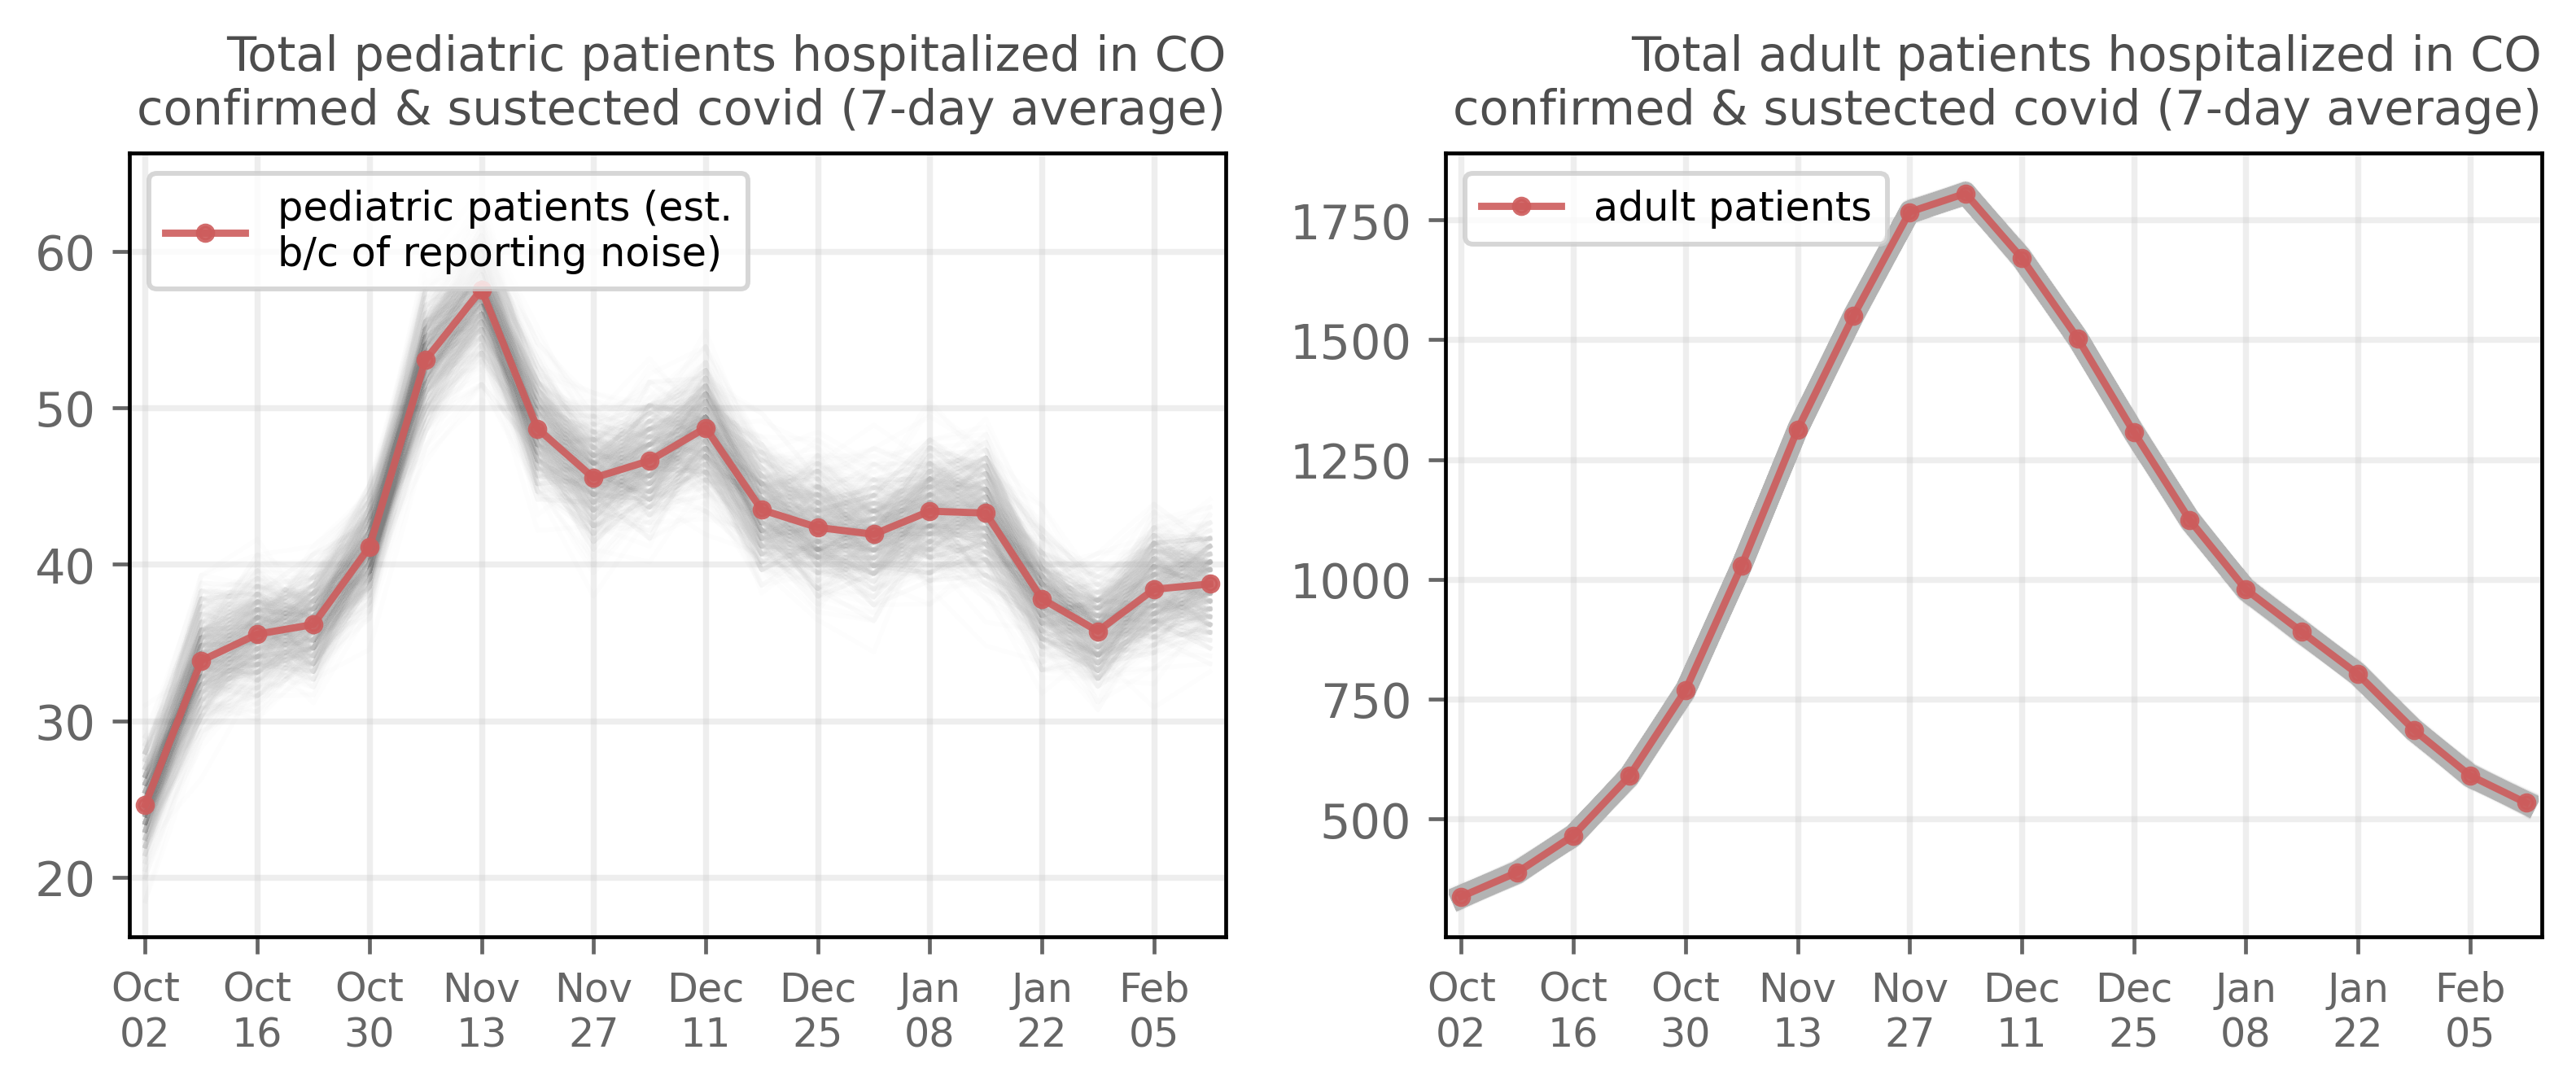 Total pediatric patients hospitalized in CO
confirmed & sustected covid (7-day average)
pediatric patients (est.
b/c of reporting noise)
60
50
40
30
20
Oct Oct Oct Nov Nov Dec Dec Jan Jan Feb
02 16 30 13 27 11 25 08 22 05
Total adult patients hospitalized in CO
confirmed & sustected covid (7-day average)
adult patients
1750
1500
1250
1000
750
500
Oct Oct Oct Nov Nov Dec Dec Jan Jan Feb
02 16 30 13 27 11 25 08 22 05